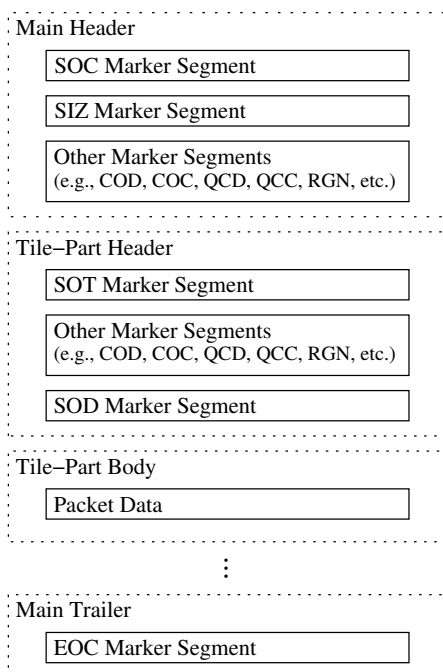 Main Header
SOC Marker Segment
SIZ Marker Segment
Other Marker Segments
(e.g., COD, COC, QCD, QCC, RGN, etc.)
Tile−Part Header
SOT Marker Segment
Other Marker Segments
(e.g., COD, COC, QCD, QCC, RGN, etc.)
SOD Marker Segment
Tile−Part Body
Packet Data
⋮
Main Trailer
EOC Marker Segment